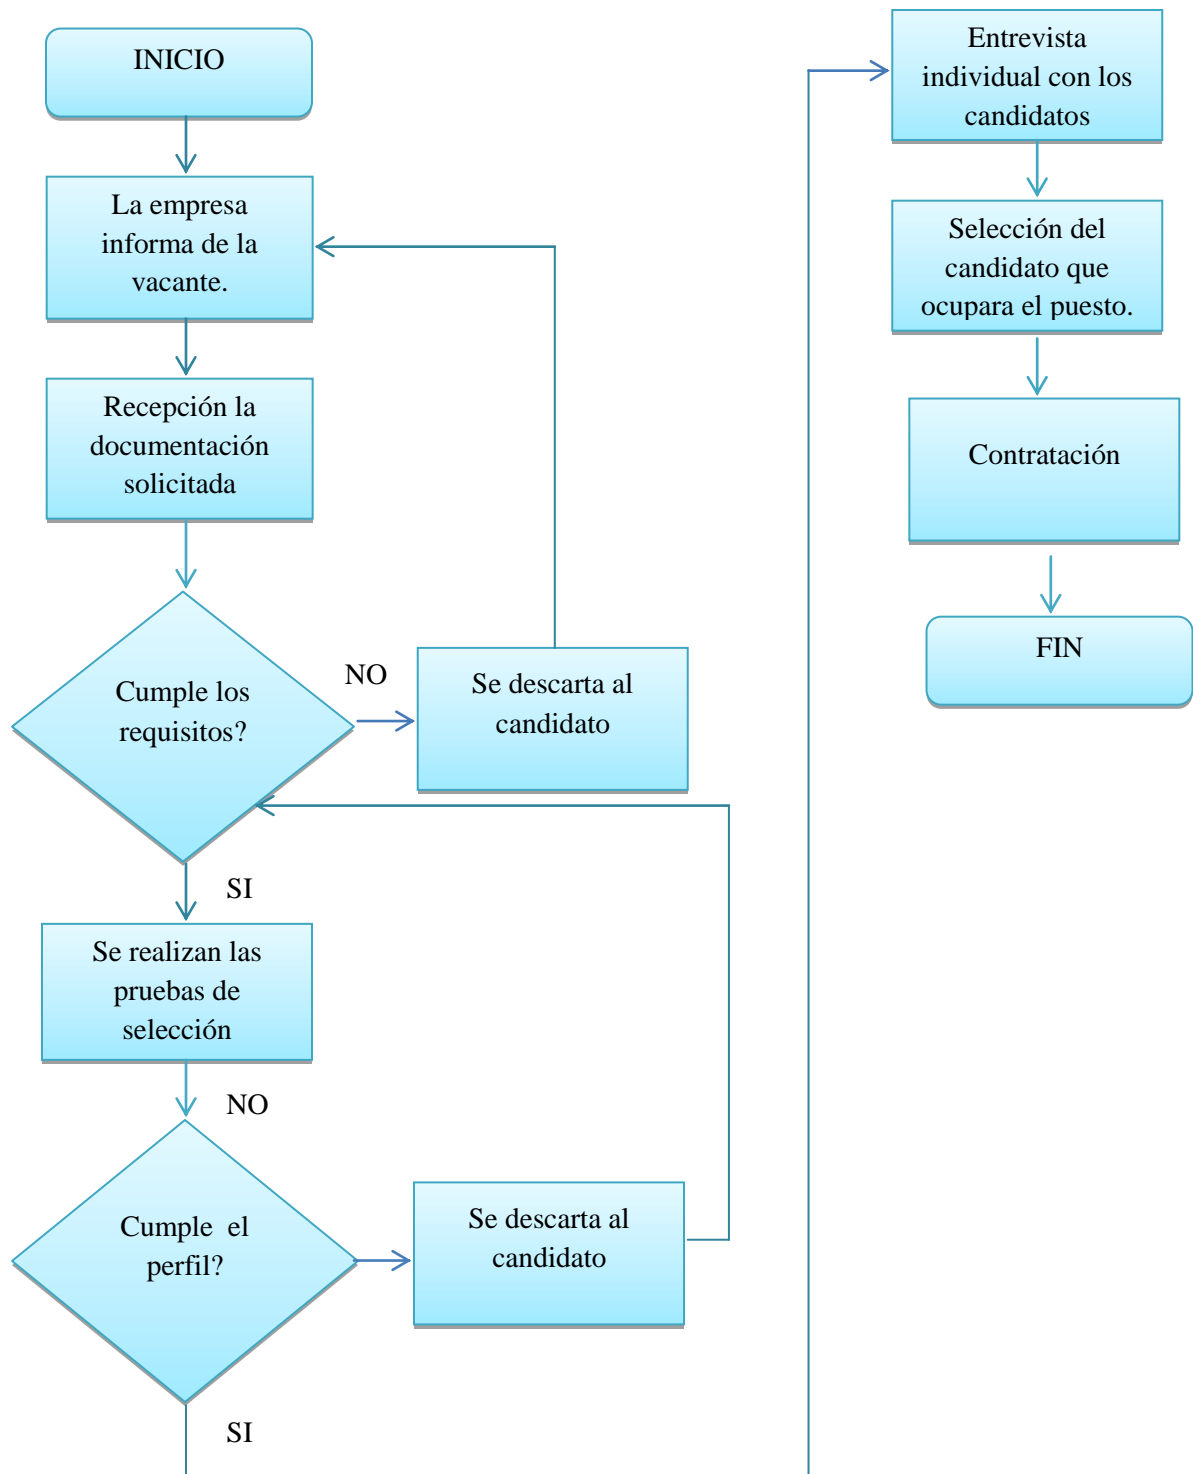 INICIO
La empresa
informa de la
vacante.
Recepción la
documentación
solicitada
Cumple los
requisitos?
NO
Se descarta al
candidato
SI
Se realizan las
pruebas de
selección
NO
Cumple el
perfil?
Se descarta al
candidato
SI
Entrevista
individual con los
candidatos
Selección del
candidato que
ocupara el puesto.
Contratación
FIN